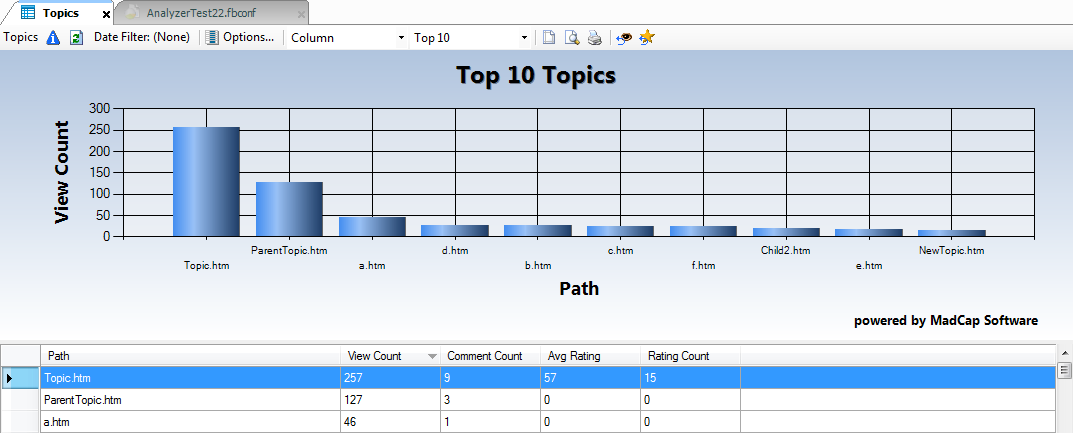 Topics AnalyzerTest22.fbconf
Topics Date Filter: (None) Options... Column Top 10
Top 10 Topics
View Count
300
250
200
150
100
50
0
ParentTopic.htm d.htm c.htm Child2.htm NewTopic.htm
Topic.htm a.htm b.htm f.htm e.htm
Path
powered by MadCap Software
Path View Count Comment Count Avg Rating Rating Count
Topic.htm 257 9 57 15
ParentTopic.htm 127 3 0 0
a.htm 46 1 0 0